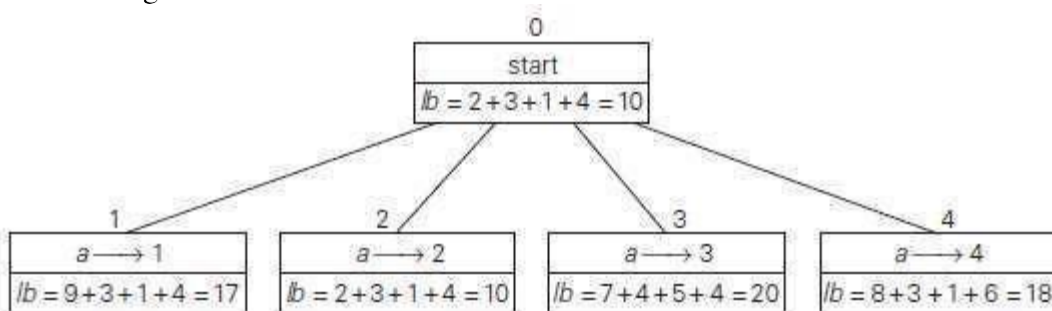 0
start
lb = 2+3+1+4 = 10
1 2 3 4
a ⟶ 1 a ⟶ 2 a ⟶ 3 a ⟶ 4
lb = 9+3+1+4 = 17 lb = 2+3+1+4 = 10 lb = 7+4+5+4 = 20 lb = 8+3+1+6 = 18